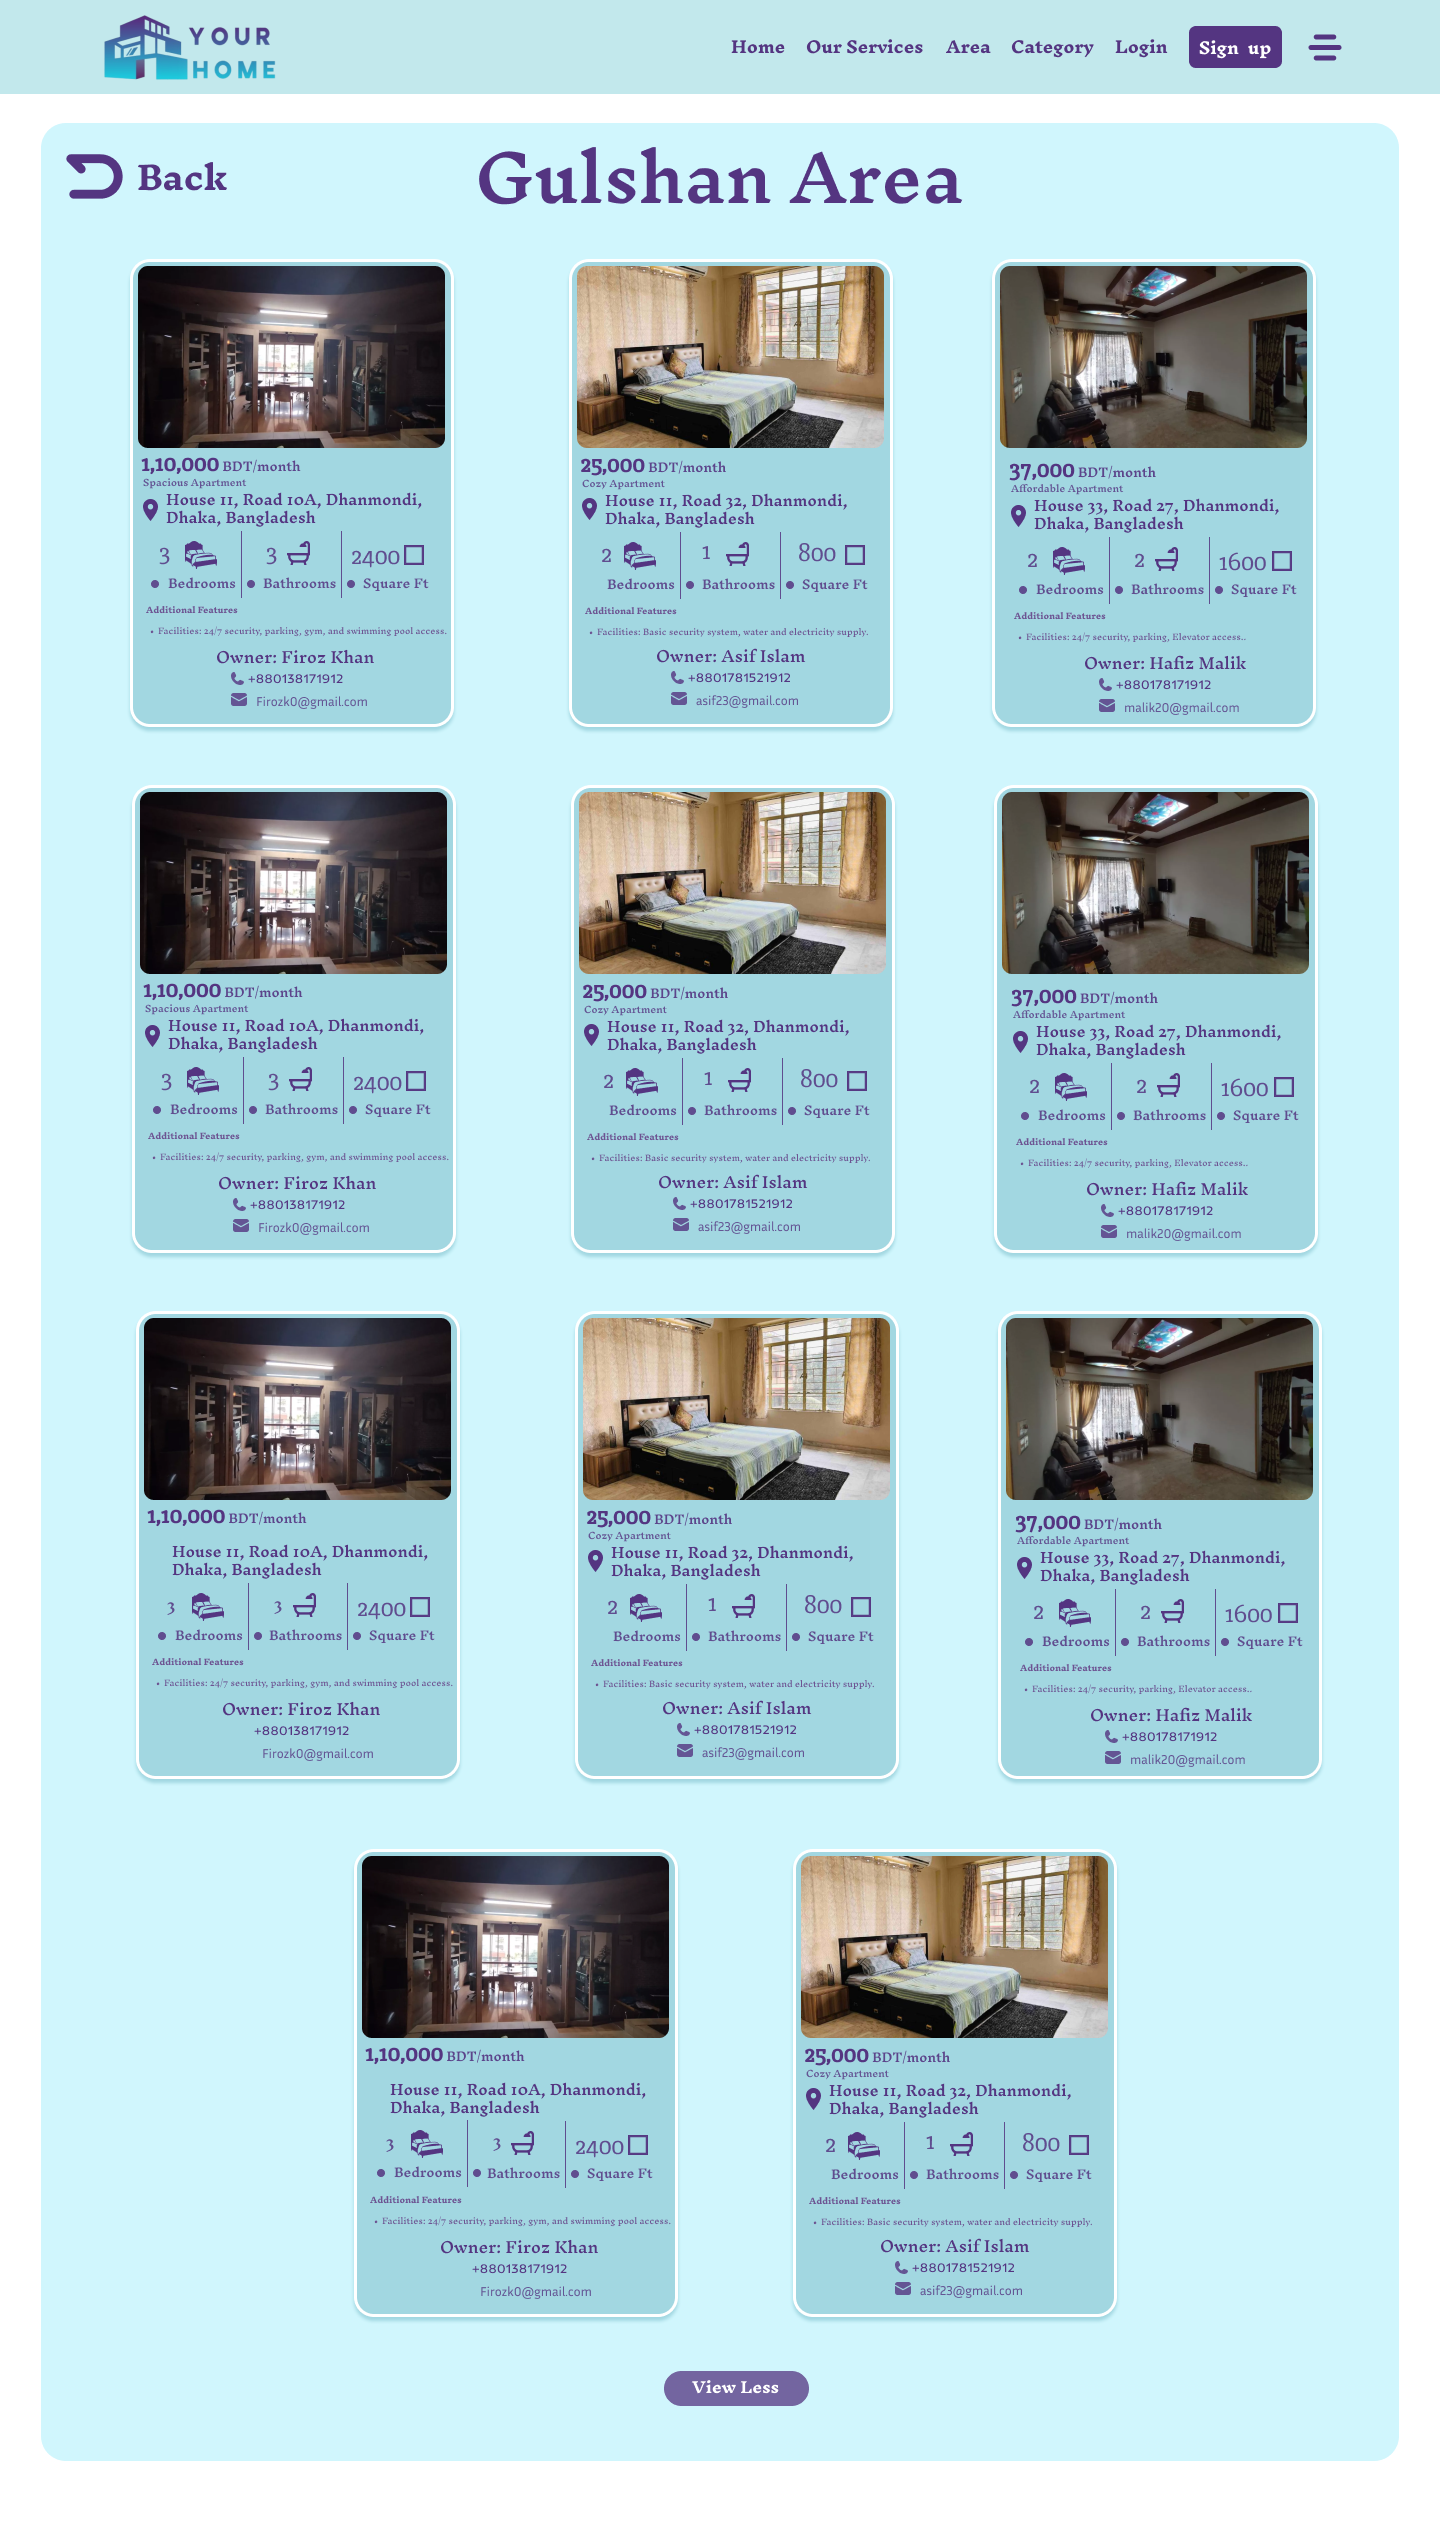 YOUR
HOME
Home Our Services Area Category Login Sign up
Back
Gulshan Area
1,10,000 BDT/month
Spacious Apartment
House 11, Road 10A, Dhanmondi,
Dhaka, Bangladesh
3 3 2400
Bedrooms Bathrooms Square Ft
Additional Features
• Facilities: 24/7 security, parking, gym, and swimming pool access.
Owner: Firoz Khan
+880138171912
Firozk0@gmail.com
25,000 BDT/month
Cozy Apartment
House 11, Road 32, Dhanmondi,
Dhaka, Bangladesh
2 1 800
Bedrooms Bathrooms Square Ft
Additional Features
• Facilities: Basic security system, water and electricity supply.
Owner: Asif Islam
+8801781521912
asif23@gmail.com
37,000 BDT/month
Affordable Apartment
House 33, Road 27, Dhanmondi,
Dhaka, Bangladesh
2 2 1600
Bedrooms Bathrooms Square Ft
Additional Features
• Facilities: 24/7 security, parking, Elevator access..
Owner: Hafiz Malik
+880178171912
malik20@gmail.com
1,10,000 BDT/month
Spacious Apartment
House 11, Road 10A, Dhanmondi,
Dhaka, Bangladesh
3 3 2400
Bedrooms Bathrooms Square Ft
Additional Features
• Facilities: 24/7 security, parking, gym, and swimming pool access.
Owner: Firoz Khan
+880138171912
Firozk0@gmail.com
25,000 BDT/month
Cozy Apartment
House 11, Road 32, Dhanmondi,
Dhaka, Bangladesh
2 1 800
Bedrooms Bathrooms Square Ft
Additional Features
• Facilities: Basic security system, water and electricity supply.
Owner: Asif Islam
+8801781521912
asif23@gmail.com
37,000 BDT/month
Affordable Apartment
House 33, Road 27, Dhanmondi,
Dhaka, Bangladesh
2 2 1600
Bedrooms Bathrooms Square Ft
Additional Features
• Facilities: 24/7 security, parking, Elevator access..
Owner: Hafiz Malik
+880178171912
malik20@gmail.com
1,10,000 BDT/month
House 11, Road 10A, Dhanmondi,
Dhaka, Bangladesh
3 3 2400
Bedrooms Bathrooms Square Ft
Additional Features
• Facilities: 24/7 security, parking, gym, and swimming pool access.
Owner: Firoz Khan
+880138171912
Firozk0@gmail.com
25,000 BDT/month
Cozy Apartment
House 11, Road 32, Dhanmondi,
Dhaka, Bangladesh
2 1 800
Bedrooms Bathrooms Square Ft
Additional Features
• Facilities: Basic security system, water and electricity supply.
Owner: Asif Islam
+8801781521912
asif23@gmail.com
37,000 BDT/month
Affordable Apartment
House 33, Road 27, Dhanmondi,
Dhaka, Bangladesh
2 2 1600
Bedrooms Bathrooms Square Ft
Additional Features
• Facilities: 24/7 security, parking, Elevator access..
Owner: Hafiz Malik
+880178171912
malik20@gmail.com
1,10,000 BDT/month
House 11, Road 10A, Dhanmondi,
Dhaka, Bangladesh
3 3 2400
Bedrooms Bathrooms Square Ft
Additional Features
• Facilities: 24/7 security, parking, gym, and swimming pool access.
Owner: Firoz Khan
+880138171912
Firozk0@gmail.com
25,000 BDT/month
Cozy Apartment
House 11, Road 32, Dhanmondi,
Dhaka, Bangladesh
2 1 800
Bedrooms Bathrooms Square Ft
Additional Features
• Facilities: Basic security system, water and electricity supply.
Owner: Asif Islam
+8801781521912
asif23@gmail.com
View Less